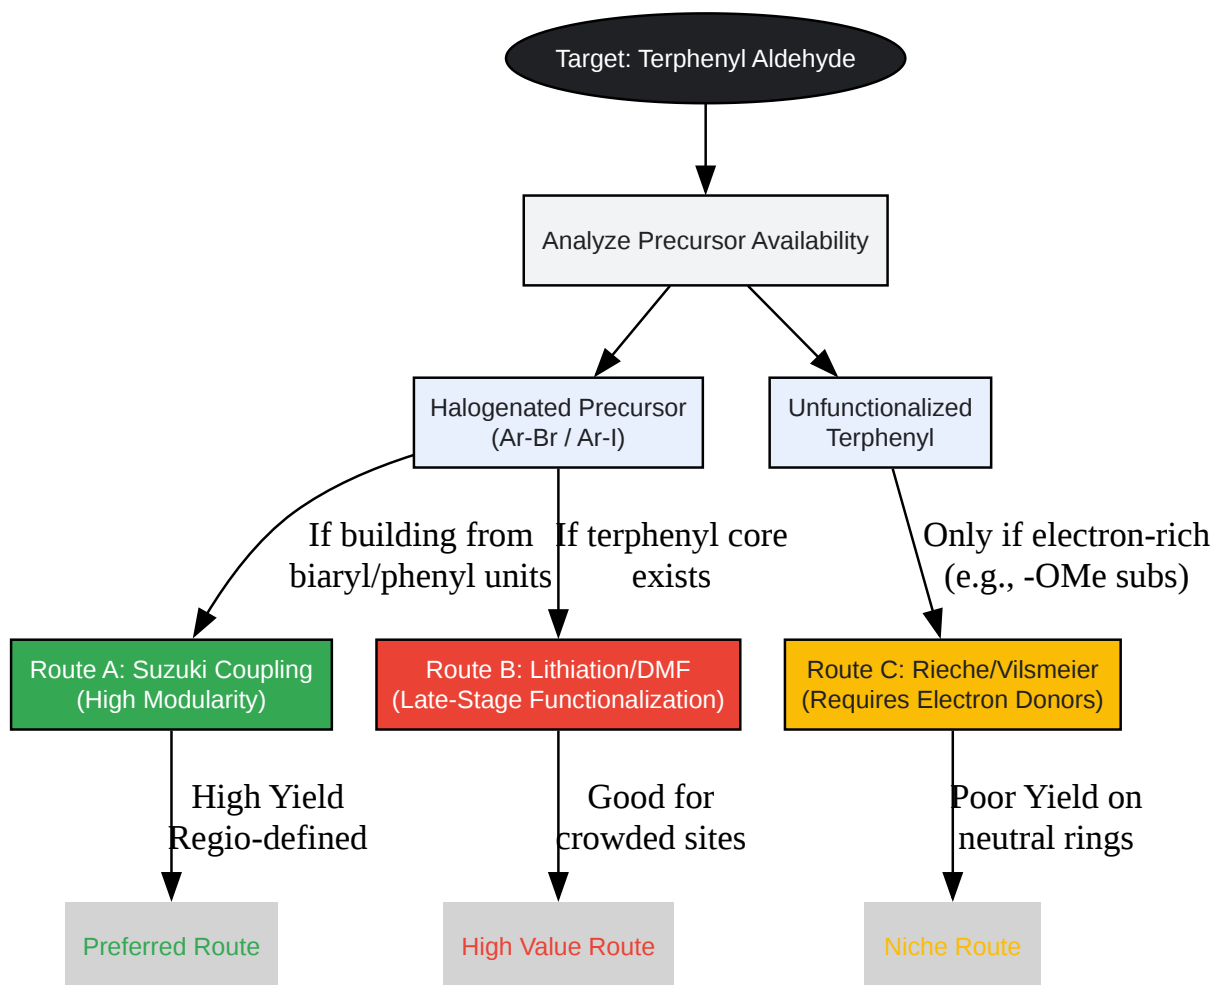 Target: Terphenyl Aldehyde
Analyze Precursor Availability
Halogenated Precursor
(Ar-Br / Ar-I)
Unfunctionalized
Terphenyl
If building from
biaryl/phenyl units
If terphenyl core
exists
Only if electron-rich
(e.g., -OMe subs)
Route A: Suzuki Coupling
(High Modularity)
Route B: Lithiation/DMF
(Late-Stage Functionalization)
Route C: Rieche/Vilsmeier
(Requires Electron Donors)
High Yield
Regio-defined
Good for
crowded sites
Poor Yield on
neutral rings
Preferred Route
High Value Route
Niche Route